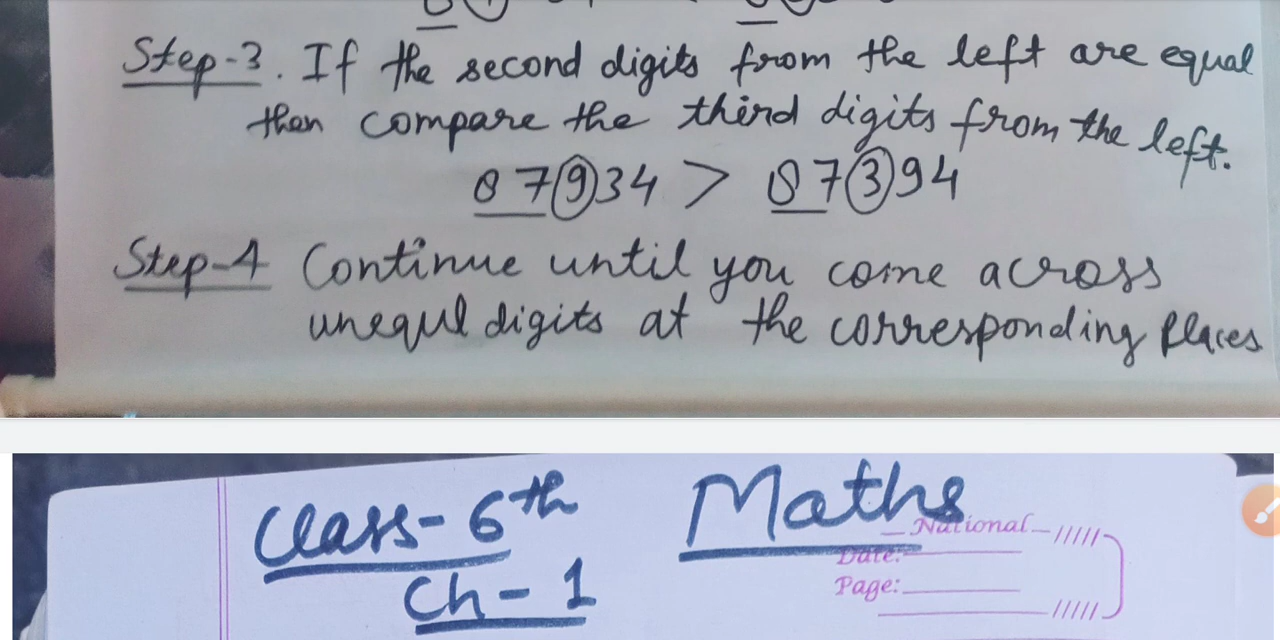 Step-3. If the second digits from the left are equal
then compare the third digits from the left.
87934 > 87394
Step-4 Continue until you come across
unequl digits at the corresponding places
Class-6th Maths
Ch-1
National
Date:
Page: